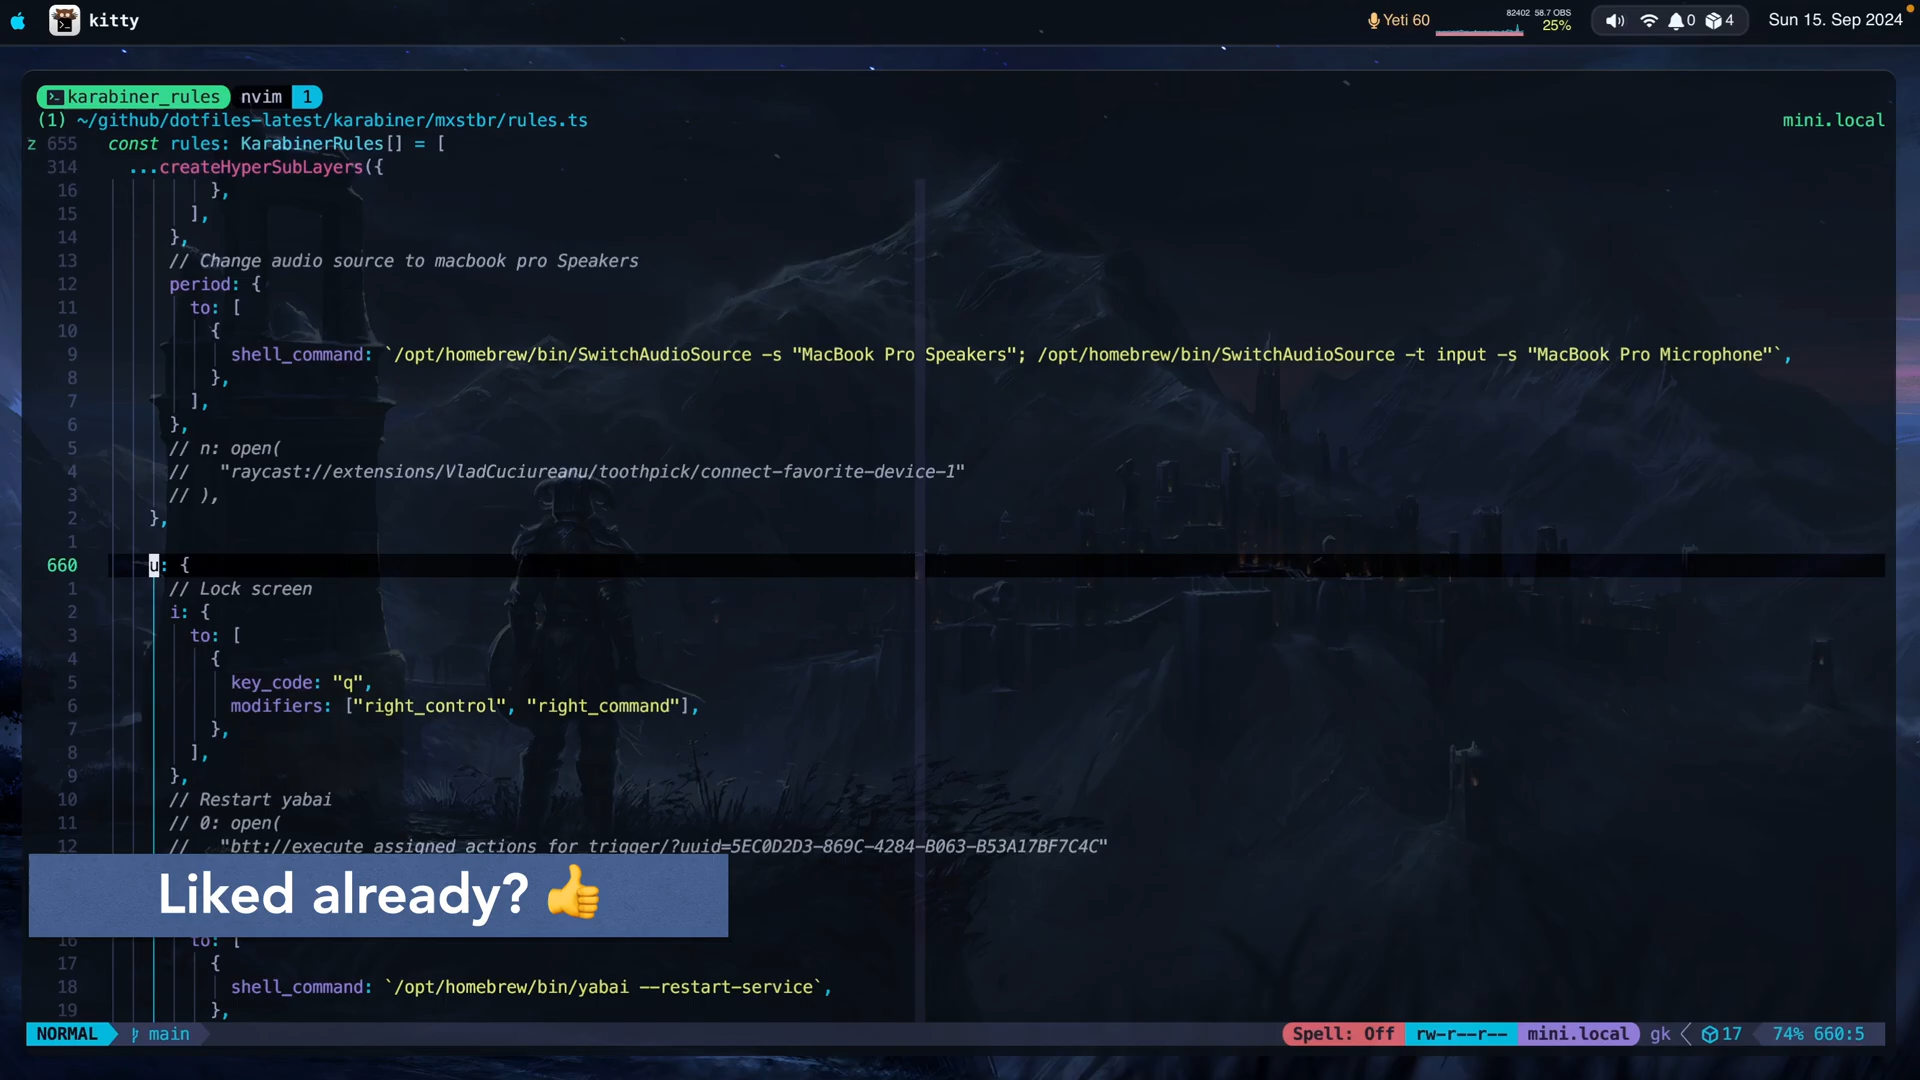 kitty
Yeti 60
82402 58.7 OBS
25%
0
4
Sun 15. Sep 2024
karabiner_rules nvim 1
(1) ~/github/dotfiles-latest/karabiner/mxstbr/rules.ts
mini.local
z 655 const rules: KarabinerRules[] = [
314 ...createHyperSubLayers({
16 },
15 ],
14 },
13 // Change audio source to macbook pro Speakers
12 period: {
11 to: [
10 {
9 shell_command: `/opt/homebrew/bin/SwitchAudioSource -s "MacBook Pro Speakers"; /opt/homebrew/bin/SwitchAudioSource -t input -s "MacBook Pro Microphone"`,
8 },
7 ],
6 },
5 // n: open(
4 // "raycast://extensions/VladCuciureanu/toothpick/connect-favorite-device-1"
3 // ),
2 },
1
660 u: {
1 // Lock screen
2 i: {
3 to: [
4 {
5 key_code: "q",
6 modifiers: ["right_control", "right_command"],
7 },
8 ],
9 },
10 // Restart yabai
11 // 0: open(
12 // "btt://execute_assigned_actions_for_trigger/?uuid=5EC0D2D3-869C-4284-B063-B53A17BF7C4C"
Liked already? 👍
16 to: [
17 {
18 shell_command: `/opt/homebrew/bin/yabai --restart-service`,
19 },
NORMAL main
Spell: Off rw-r--r-- mini.local gk 17 74% 660:5